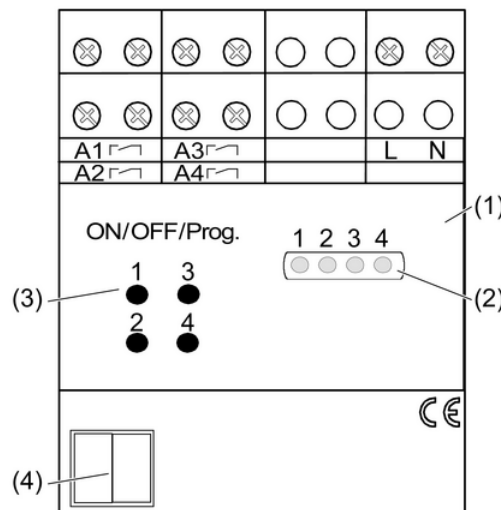 A1 A3 L N
A2 A4
(1)
ON/OFF/Prog.
1 2 3 4
(2)
1 3
(3)
2 4
CE
(4)